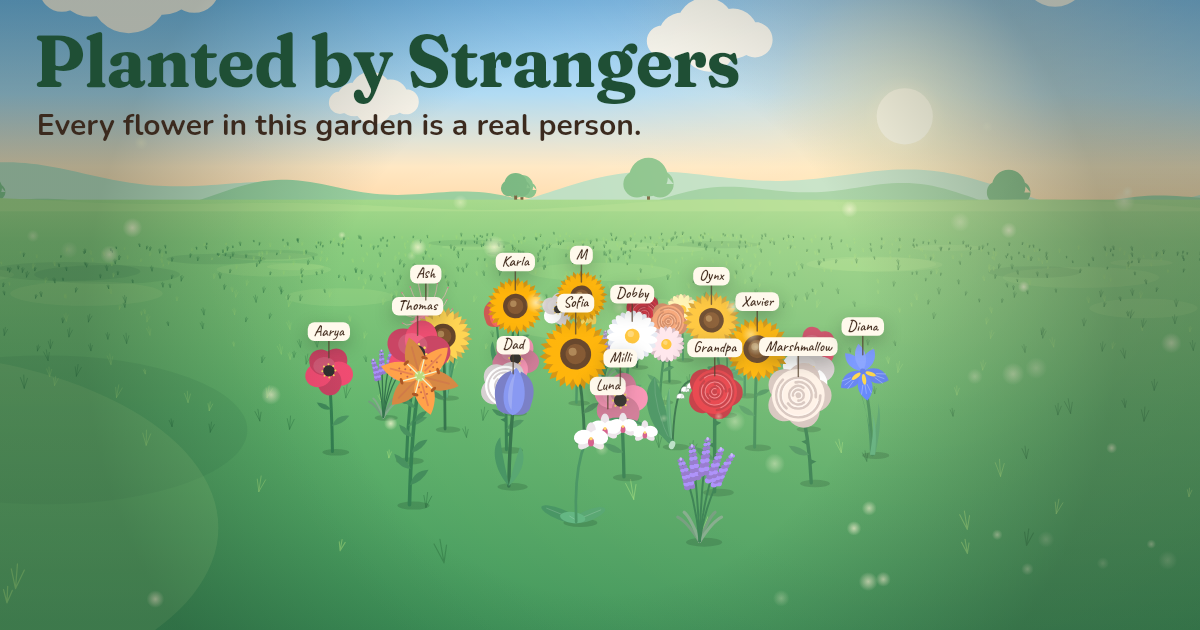 Planted by Strangers
Every flower in this garden is a real person.
M
Karla
Ash
Oynx
Dobby
Sofia
Xavier
Thomas
Diana
Aarya
Dad
Grandpa
Marshmallow
Milli
Lund